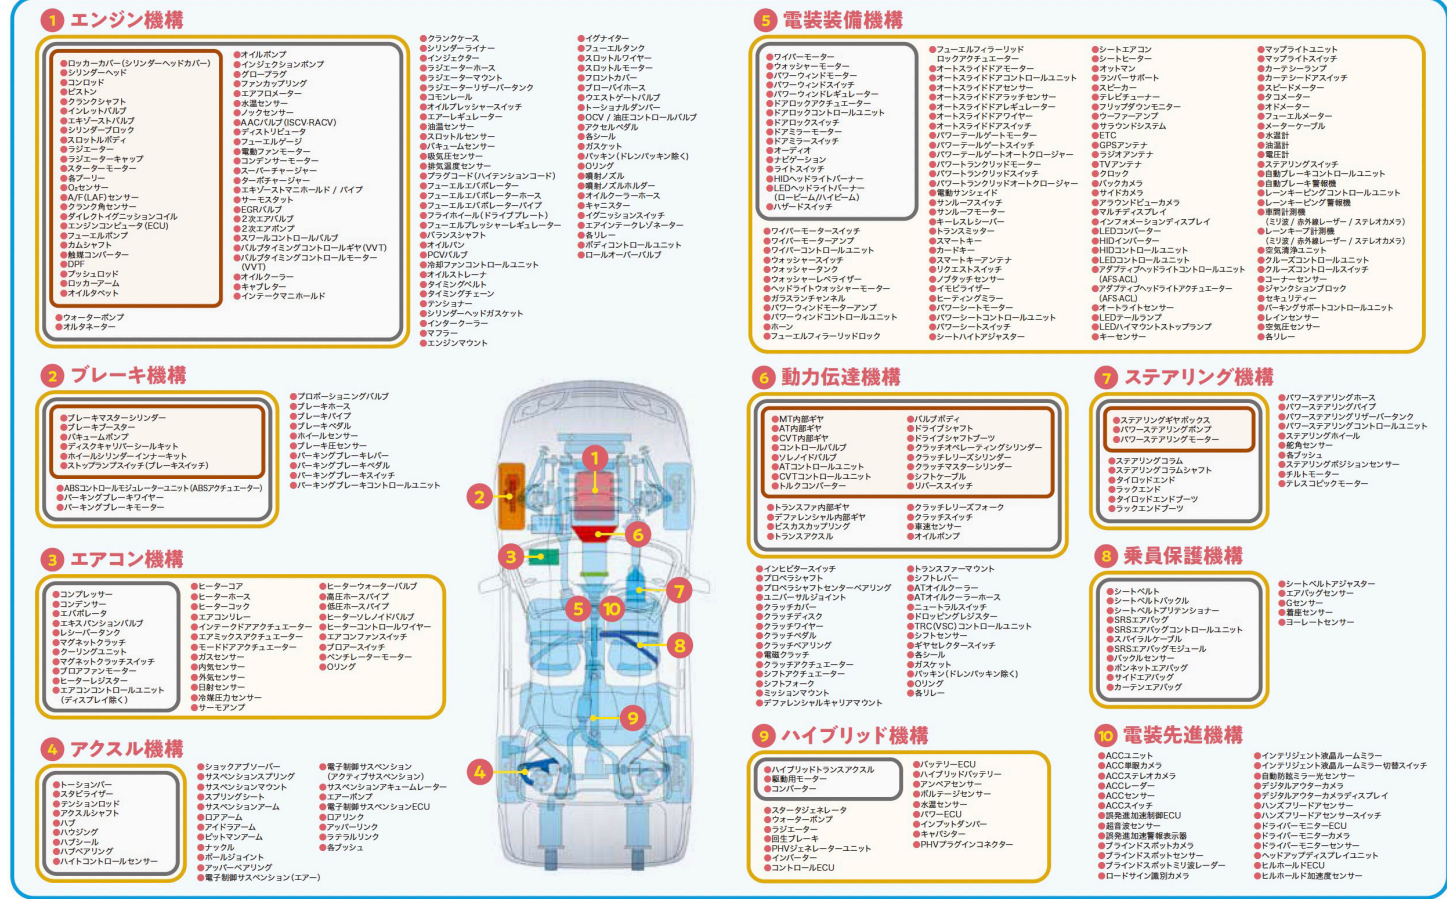 1 エンジン機構
●ロッカーカバー(シリンダーヘッドカバー)
●シリンダーヘッド
●コンロッド
●ピストン
●クランクシャフト
●インレットバルブ
●エキゾーストバルブ
●シリンダーブロック
●スロットルボディ
●ラジエーター
●ラジエーターキャップ
●スターターモーター
●各プーリー
●O₂センサー
●A/F(LAF)センサー
●クランク角センサー
●ダイレクトイグニッションコイル
●エンジンコンピュータ(ECU)
●フューエルポンプ
●カムシャフト
●触媒コンバーター
●DPF
●プッシュロッド
●ロッカーアーム
●オイルタペット
●ウォーターポンプ
●オルタネーター
●オイルポンプ
●インジェクションポンプ
●グロープラグ
●ファンカップリング
●エアフロメーター
●水温センサー
●ノックセンサー
●AACバルブ(ISCV・RACV)
●ディストリビュータ
●フューエルゲージ
●電動ファンモーター
●コンデンサーモーター
●スーパーチャージャー
●ターボチャージャー
●エキゾーストマニホールド / パイプ
●サーモスタット
●EGRバルブ
●2次エアバルブ
●2次エアポンプ
●スワールコントロールバルブ
●バルブタイミングコントロールギヤ(VVT)
●バルブタイミングコントロールモーター
(VVT)
●オイルクーラー
●キャブレター
●インテークマニホールド
●クランクケース
●シリンダーライナー
●インジェクター
●ラジエーターホース
●ラジエーターマウント
●ラジエーターリザーバータンク
●コモンレール
●オイルプレッシャースイッチ
●エアーレギュレーター
●油温センサー
●スロットルセンサー
●バキュームセンサー
●吸気圧センサー
●排気温度センサー
●プラグコード(ハイテンションコード)
●フューエルエバポレーター
●フューエルエバポレーターホース
●フューエルエバポレーターパイプ
●フライホイール(ドライブプレート)
●フューエルプレッシャーレギュレーター
●バランスシャフト
●オイルパン
●PCVバルブ
●冷却ファンコントロールユニット
●オイルストレーナ
●タイミングベルト
●タイミングチェーン
●テンショナー
●シリンダーヘッドガスケット
●インタークーラー
●マフラー
●エンジンマウント
●イグナイター
●フューエルタンク
●スロットルワイヤー
●スロットルモーター
●フロントカバー
●ブローバイホース
●ウエストゲートバルブ
●トーショナルダンパー
●OCV / 油圧コントロールバルブ
●アクセルペダル
●各シール
●ガスケット
●パッキン(ドレンパッキン除く)
●Oリング
●噴射ノズル
●噴射ノズルホルダー
●オイルクーラーホース
●キャニスター
●イグニッションスイッチ
●エアインテークレゾネーター
●各リレー
●ボディコントロールユニット
●ロールオーバーバルブ
2 ブレーキ機構
●ブレーキマスターシリンダー
●ブレーキブースター
●バキュームポンプ
●ディスクキャリパーシールキット
●ホイールシリンダーインナーキット
●ストップランプスイッチ(ブレーキスイッチ)
●ABSコントロールモジュレーターユニット(ABSアクチュエーター)
●パーキングブレーキワイヤー
●パーキングブレーキモーター
●プロポーショニングバルブ
●ブレーキホース
●ブレーキパイプ
●ブレーキペダル
●ホイールセンサー
●ブレーキ圧センサー
●パーキングブレーキレバー
●パーキングブレーキペダル
●パーキングブレーキスイッチ
●パーキングブレーキコントロールユニット
3 エアコン機構
●コンプレッサー
●コンデンサー
●エバポレータ
●エキスパンションバルブ
●レシーバータンク
●マグネットクラッチ
●クーリングユニット
●マグネットクラッチスイッチ
●ブロアファンモーター
●ヒーターレジスター
●エアコンコントロールユニット
(ディスプレイ除く)
●ヒーターコア
●ヒーターホース
●ヒーターコック
●エアコンリレー
●インテークドアアクチュエーター
●エアミックスアクチュエーター
●モードドアアクチュエーター
●ガスセンサー
●内気センサー
●外気センサー
●日射センサー
●冷媒圧力センサー
●サーモアンプ
●ヒーターウォーターバルブ
●高圧ホースパイプ
●低圧ホースパイプ
●ヒーターソレノイドバルブ
●ヒーターコントロールワイヤー
●エアコンファンスイッチ
●ブロアースイッチ
●ベンチレーターモーター
●Oリング
4 アクスル機構
●トーションバー
●スタビライザー
●テンションロッド
●アクスルシャフト
●ハブ
●ハウジング
●ハブシール
●ハブベアリング
●ハイトコントロールセンサー
●ショックアブソーバー
●サスペンションスプリング
●サスペンションマウント
●スプリングシート
●サスペンションアーム
●ロアアーム
●アイドラアーム
●ピットマンアーム
●ナックル
●ボールジョイント
●アッパーベアリング
●電子制御サスペンション(エアー)
●電子制御サスペンション
(アクティブサスペンション)
●サスペンションアキュームレーター
●エアーポンプ
●電子制御サスペンションECU
●ロアリンク
●アッパーリンク
●ラテラルリンク
●各ブッシュ
1
2
6
3
7
5 10
8
9
4
5 電装装備機構
●ワイパーモーター
●ウォッシャーモーター
●パワーウィンドモーター
●パワーウィンドスイッチ
●パワーウィンドレギュレーター
●ドアロックアクチュエーター
●ドアロックコントロールユニット
●ドアロックスイッチ
●ドアミラーモーター
●ドアミラースイッチ
●オーディオ
●ナビゲーション
●ライトスイッチ
●HIDヘッドライトバーナー
●LEDヘッドライトバーナー
(ロービーム/ハイビーム)
●ハザードスイッチ
●ワイパーモータースイッチ
●ワイパーモーターアンプ
●ワイパーコントロールユニット
●ウォッシャースイッチ
●ウォッシャータンク
●ウォッシャーレベライザー
●ヘッドライトウォッシャーモーター
●ガラスランチャンネル
●パワーウィンドモーターアンプ
●パワーウィンドコントロールユニット
●ホーン
●フューエルフィラーリッドロック
●フューエルフィラーリッド
ロックアクチュエーター
●オートスライドドアモーター
●オートスライドドアコントロールユニット
●オートスライドドアセンサー
●オートスライドドアラッチセンサー
●オートスライドドアレギュレーター
●オートスライドドアワイヤー
●オートスライドドアスイッチ
●パワーテールゲートモーター
●パワーテールゲートスイッチ
●パワーテールゲートオートクロージャー
●パワートランクリッドモーター
●パワートランクリッドスイッチ
●パワートランクリッドオートクロージャー
●電動サンシェイド
●サンルーフスイッチ
●サンルーフモーター
●キーレスレシーバー
●トランスミッター
●スマートキー
●カードキー
●スマートキーアンテナ
●リクエストスイッチ
●ノブタッチセンサー
●イモビライザー
●ヒーティングミラー
●パワーシートモーター
●パワーシートコントロールユニット
●パワーシートスイッチ
●シートハイトアジャスター
●シートエアコン
●シートヒーター
●オットマン
●ランバーサポート
●スピーカー
●テレビチューナー
●フリップダウンモニター
●ウーファーアンプ
●サラウンドシステム
●ETC
●GPSアンテナ
●ラジオアンテナ
●TVアンテナ
●クロック
●バックカメラ
●サイドカメラ
●アラウンドビューカメラ
●マルチディスプレイ
●インフォメーションディスプレイ
●LEDコンバーター
●HIDインバーター
●HIDコントロールユニット
●LEDコントロールユニット
●アダプティブヘッドライトコントロールユニット
(AFS・ACL)
●アダプティブヘッドライトアクチュエーター
(AFS・ACL)
●オートライトセンサー
●LEDテールランプ
●LEDハイマウントストップランプ
●キーセンサー
●マップライトユニット
●マップライトスイッチ
●カーテシーランプ
●カーテシードアスイッチ
●スピードメーター
●タコメーター
●オドメーター
●フューエルメーター
●メーターケーブル
●水温計
●油温計
●電圧計
●ステアリングスイッチ
●自動ブレーキコントロールユニット
●自動ブレーキ警報機
●レーンキーピングコントロールユニット
●レーンキーピング警報機
●車間計測機
(ミリ波 / 赤外線レーザー / ステレオカメラ)
●レーンキープ計測機
(ミリ波 / 赤外線レーザー / ステレオカメラ)
●空気清浄ユニット
●クルーズコントロールユニット
●クルーズコントロールスイッチ
●コーナーセンサー
●ジャンクションブロック
●セキュリティー
●パーキングサポートコントロールユニット
●レインセンサー
●空気圧センサー
●各リレー
6 動力伝達機構
●MT内部ギヤ
●AT内部ギヤ
●CVT内部ギヤ
●コントロールバルブ
●ソレノイドバルブ
●ATコントロールユニット
●CVTコントロールユニット
●トルクコンバーター
●バルブボディ
●ドライブシャフト
●ドライブシャフトブーツ
●クラッチオペレーティングシリンダー
●クラッチレリーズシリンダー
●クラッチマスターシリンダー
●シフトケーブル
●リバーススイッチ
●トランスファ内部ギヤ
●デファレンシャル内部ギヤ
●ビスカスカップリング
●トランスアクスル
●クラッチレリーズフォーク
●クラッチスイッチ
●車速センサー
●オイルポンプ
●インヒビタースイッチ
●プロペラシャフト
●プロペラシャフトセンターベアリング
●ユニバーサルジョイント
●クラッチカバー
●クラッチディスク
●クラッチワイヤー
●クラッチペダル
●クラッチベアリング
●電磁クラッチ
●クラッチアクチュエーター
●シフトアクチュエーター
●シフトフォーク
●ミッションマウント
●デファレンシャルキャリアマウント
●トランスファーマウント
●シフトレバー
●ATオイルクーラー
●ATオイルクーラーホース
●ニュートラルスイッチ
●ドロッピングレジスター
●TRC(VSC)コントロールユニット
●シフトセンサー
●ギヤセレクタースイッチ
●各シール
●ガスケット
●パッキン(ドレンパッキン除く)
●Oリング
●各リレー
7 ステアリング機構
●ステアリングギヤボックス
●パワーステアリングポンプ
●パワーステアリングモーター
●ステアリングコラム
●ステアリングコラムシャフト
●タイロッドエンド
●ラックエンド
●タイロッドエンドブーツ
●ラックエンドブーツ
●パワーステアリングホース
●パワーステアリングパイプ
●パワーステアリングリザーバータンク
●パワーステアリングコントロールユニット
●ステアリングホイール
●舵角センサー
●各ブッシュ
●ステアリングポジションセンサー
●チルトモーター
●テレスコピックモーター
8 乗員保護機構
●シートベルト
●シートベルトバックル
●シートベルトプリテンショナー
●SRSエアバッグ
●SRSエアバッグコントロールユニット
●スパイラルケーブル
●SRSエアバッグモジュール
●バックルセンサー
●ボンネットエアバッグ
●サイドエアバッグ
●カーテンエアバッグ
●シートベルトアジャスター
●エアバッグセンサー
●Gセンサー
●着座センサー
●ヨーレートセンサー
9 ハイブリッド機構
●ハイブリッドトランスアクスル
●駆動用モーター
●コンバーター
●スタータジェネレータ
●ウォーターポンプ
●ラジエター
●回生ブレーキ
●PHVジェネレーターユニット
●インバーター
●コントロールECU
●バッテリーECU
●ハイブリッドバッテリー
●アンペアセンサー
●ボルテージセンサー
●水温センサー
●パワーECU
●インプットダンパー
●キャパシター
●PHVプラグインコネクター
10 電装先進機構
●ACCユニット
●ACC単眼カメラ
●ACCステレオカメラ
●ACCレーダー
●ACCセンサー
●ACCスイッチ
●誤発進加速制御ECU
●超音波センサー
●誤発進加速警報表示器
●ブラインドスポットカメラ
●ブラインドスポットセンサー
●ブラインドスポットミリ波レーダー
●ロードサイン識別カメラ
●インテリジェント液晶ルームミラー
●インテリジェント液晶ルームミラー切替スイッチ
●自動防眩ミラー光センサー
●デジタルアウターカメラ
●デジタルアウターカメラディスプレイ
●ハンズフリードアセンサー
●ハンズフリードアセンサースイッチ
●ドライバーモニターECU
●ドライバーモニターカメラ
●ドライバーモニターセンサー
●ヘッドアップディスプレイユニット
●ヒルホールドECU
●ヒルホールド加速度センサー